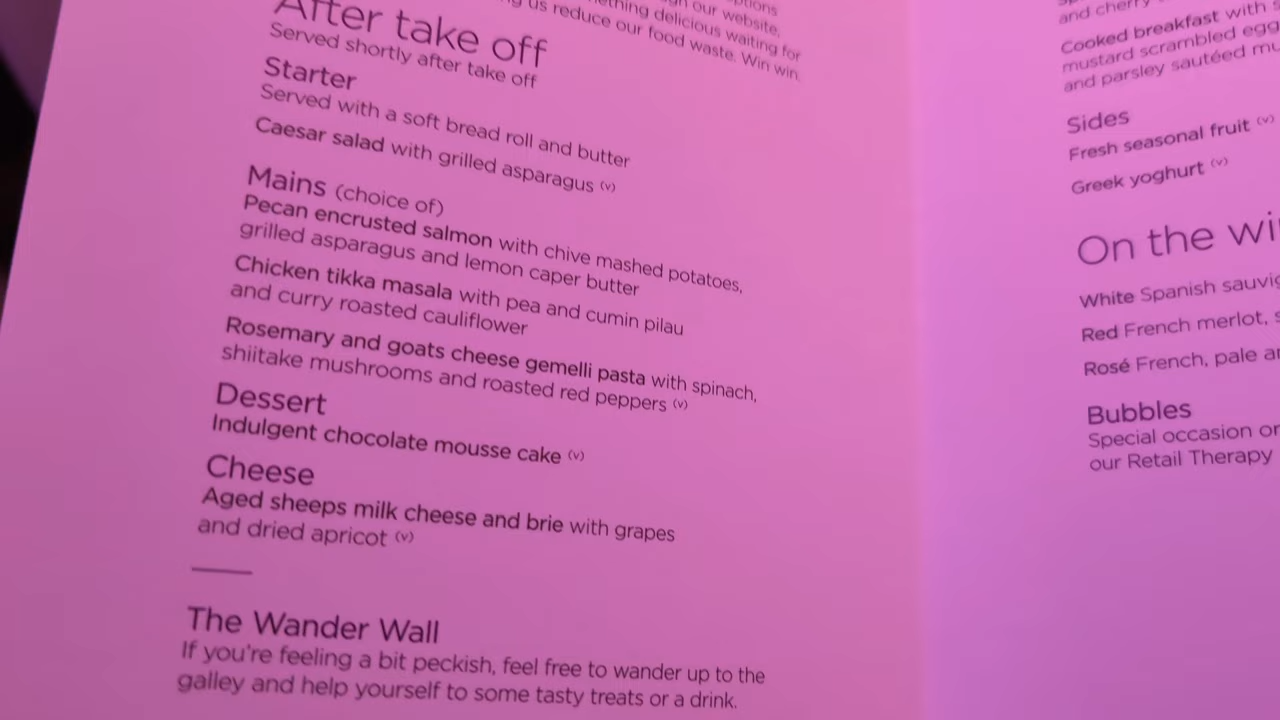 our website,
something delicious waiting for
us reduce our food waste. Win win.
After take off
Served shortly after take off
Starter
Served with a soft bread roll and butter
Caesar salad with grilled asparagus (v)
Mains (choice of)
Pecan encrusted salmon with chive mashed potatoes,
grilled asparagus and lemon caper butter
Chicken tikka masala with pea and cumin pilau
and curry roasted cauliflower
Rosemary and goats cheese gemelli pasta with spinach,
shiitake mushrooms and roasted red peppers (v)
Dessert
Indulgent chocolate mousse cake (v)
Cheese
Aged sheeps milk cheese and brie with grapes
and dried apricot (v)
The Wander Wall
If you're feeling a bit peckish, feel free to wander up to the
galley and help yourself to some tasty treats or a drink.
and cherry
Cooked breakfast with
mustard scrambled egg
and parsley sautéed
Sides
Fresh seasonal fruit (v)
Greek yoghurt (v)
On the
White Spanish
Red French merlot,
Rosé French, pale
Bubbles
Special occasion or
our Retail Therapy